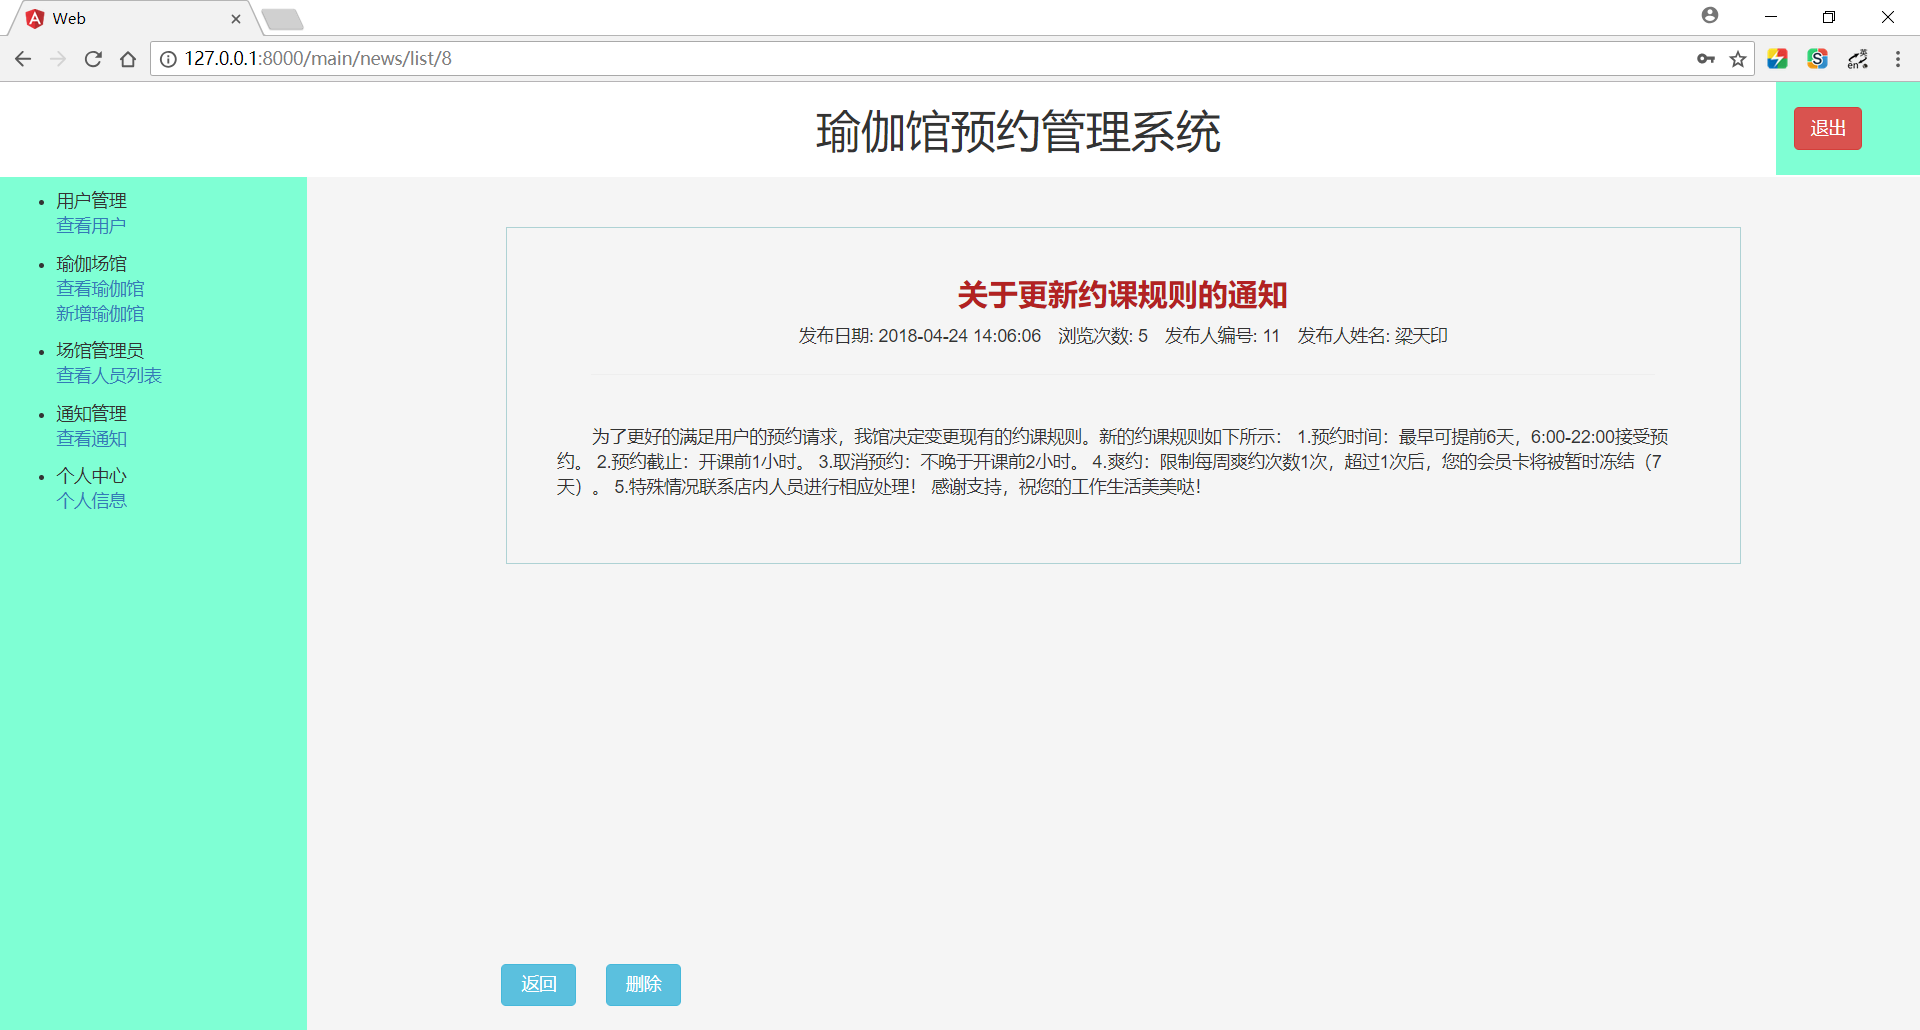 Web
127.0.0.1:8000/main/news/list/8
英
en
瑜伽馆预约管理系统
退出
用户管理
查看用户
瑜伽场馆
查看瑜伽馆
新增瑜伽馆
场馆管理员
查看人员列表
通知管理
查看通知
个人中心
个人信息
关于更新约课规则的通知
发布日期: 2018-04-24 14:06:06 浏览次数: 5 发布人编号: 11 发布人姓名: 梁天印
为了更好的满足用户的预约请求，我馆决定变更现有的约课规则。新的约课规则如下所示： 1.预约时间：最早可提前6天，6:00-22:00接受预
约。 2.预约截止：开课前1小时。 3.取消预约：不晚于开课前2小时。 4.爽约：限制每周爽约次数1次，超过1次后，您的会员卡将被暂时冻结（7
天）。 5.特殊情况联系店内人员进行相应处理！ 感谢支持，祝您的工作生活美美哒！
返回 删除